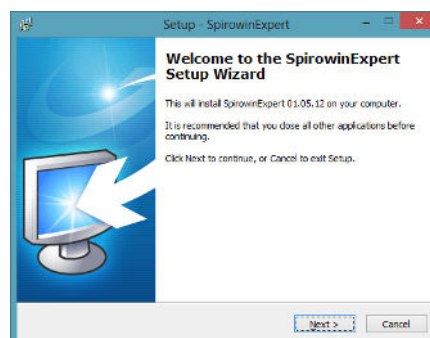 Setup - SpirowinExpert
Welcome to the SpirowinExpert
Setup Wizard
This will install SpirowinExpert 01.05.12 on your computer.
It is recommended that you close all other applications before
continuing.
Click Next to continue, or Cancel to exit Setup.
Next >
Cancel